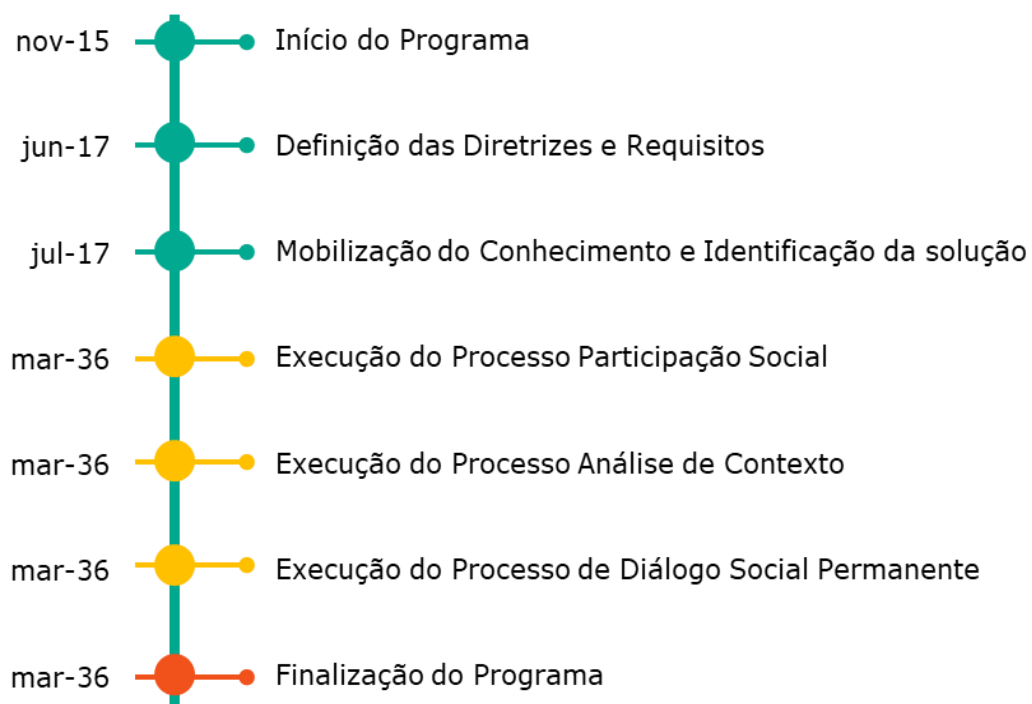 nov-15 Início do Programa
jun-17 Definição das Diretrizes e Requisitos
jul-17 Mobilização do Conhecimento e Identificação da solução
mar-36 Execução do Processo Participação Social
mar-36 Execução do Processo Análise de Contexto
mar-36 Execução do Processo de Diálogo Social Permanente
mar-36 Finalização do Programa